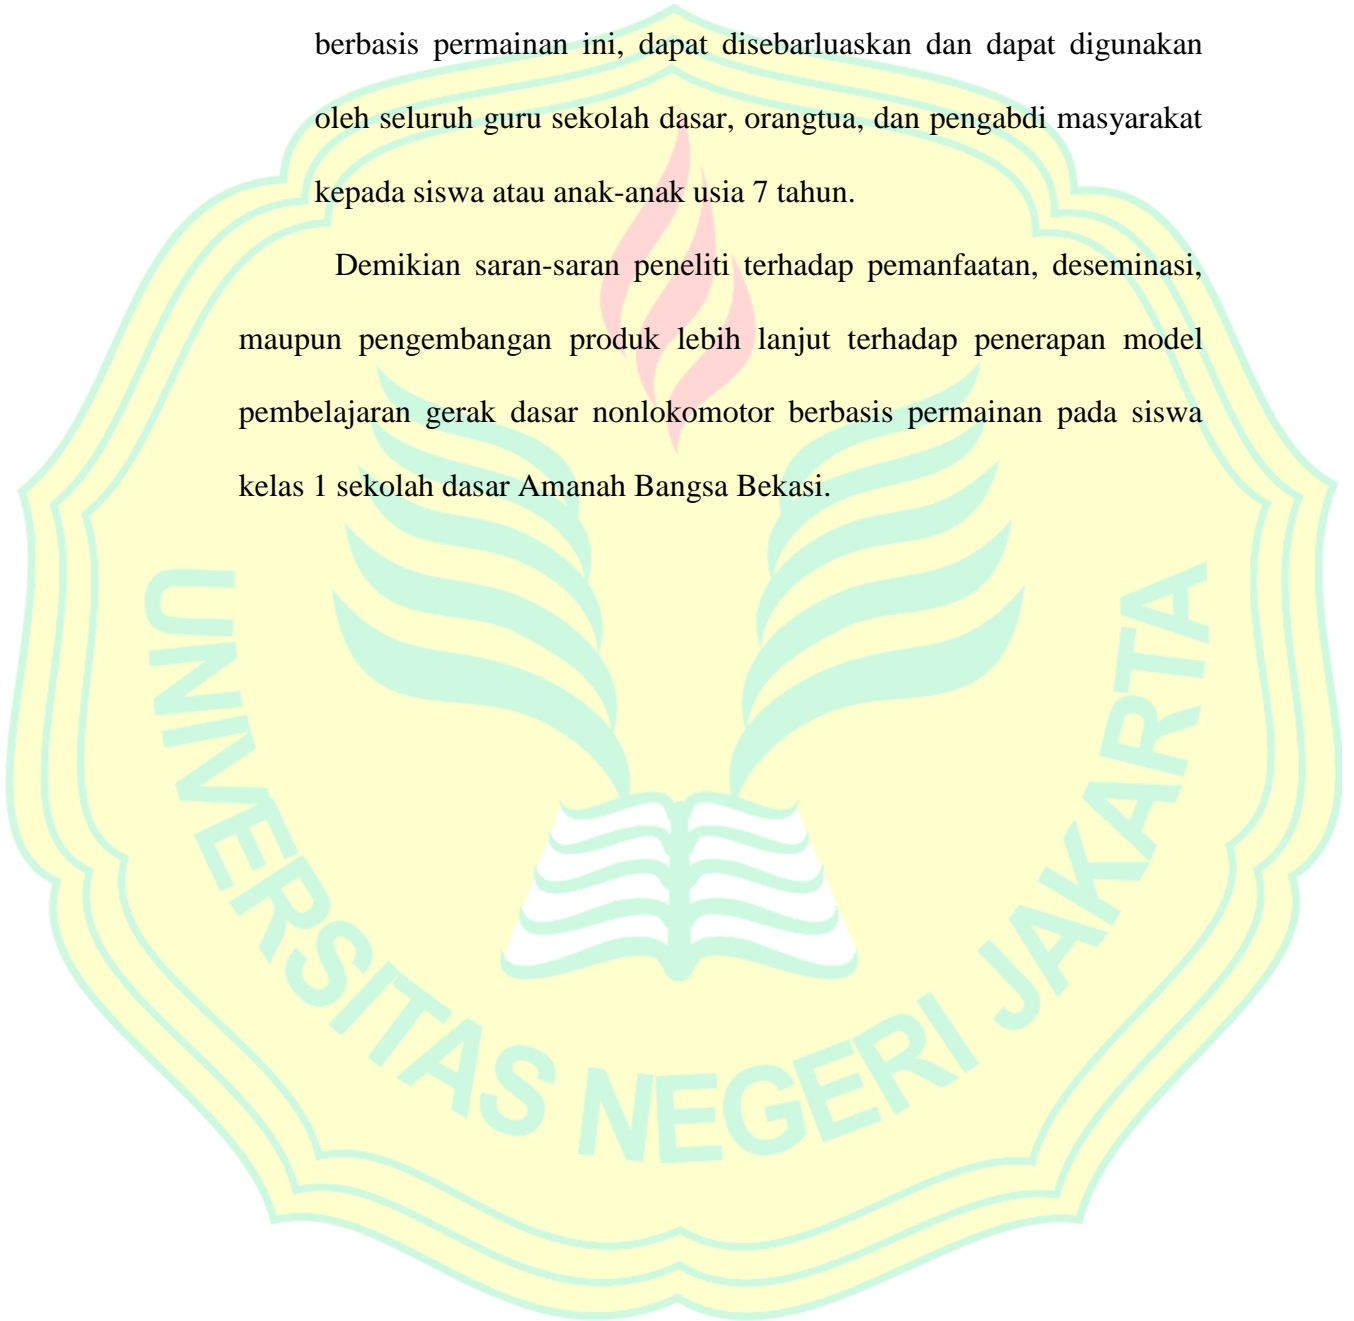 berbasis permainan ini, dapat disebarluaskan dan dapat digunakan
oleh seluruh guru sekolah dasar, orangtua, dan pengabdi masyarakat
kepada siswa atau anak-anak usia 7 tahun.
Demikian saran-saran peneliti terhadap pemanfaatan, deseminasi,
maupun pengembangan produk lebih lanjut terhadap penerapan model
pembelajaran gerak dasar nonlokomotor berbasis permainan pada siswa
kelas 1 sekolah dasar Amanah Bangsa Bekasi.
UNIVERSITAS NEGERI JAKARTA